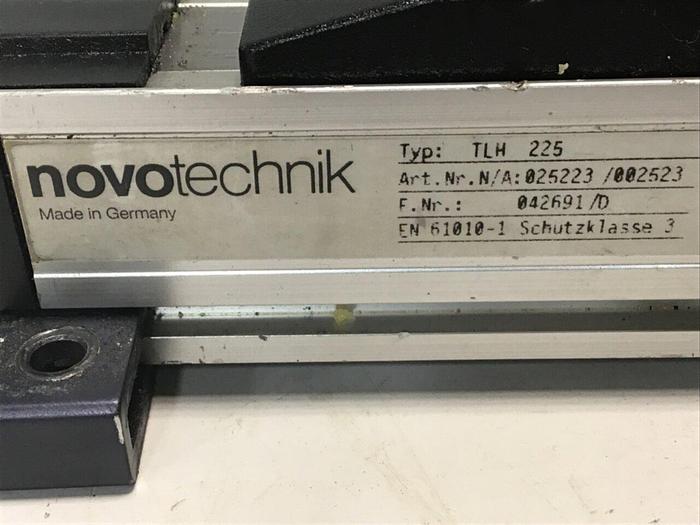 novotechnik
Made in Germany
Typ: TLH 225
Art.Nr.N/A:025223 /002523
F.Nr.: 042691/D
EN 61010-1 Schutzklasse 3